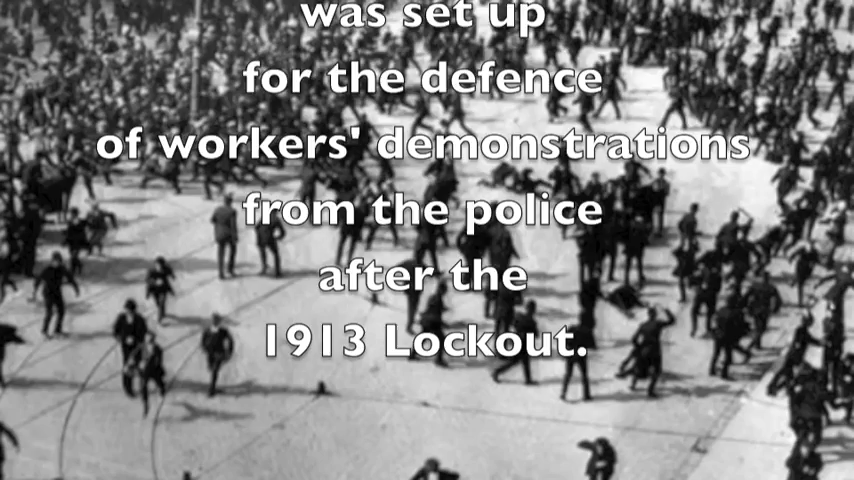 was set up
for the defence
of workers' demonstrations
from the police
after the
1913 Lockout.